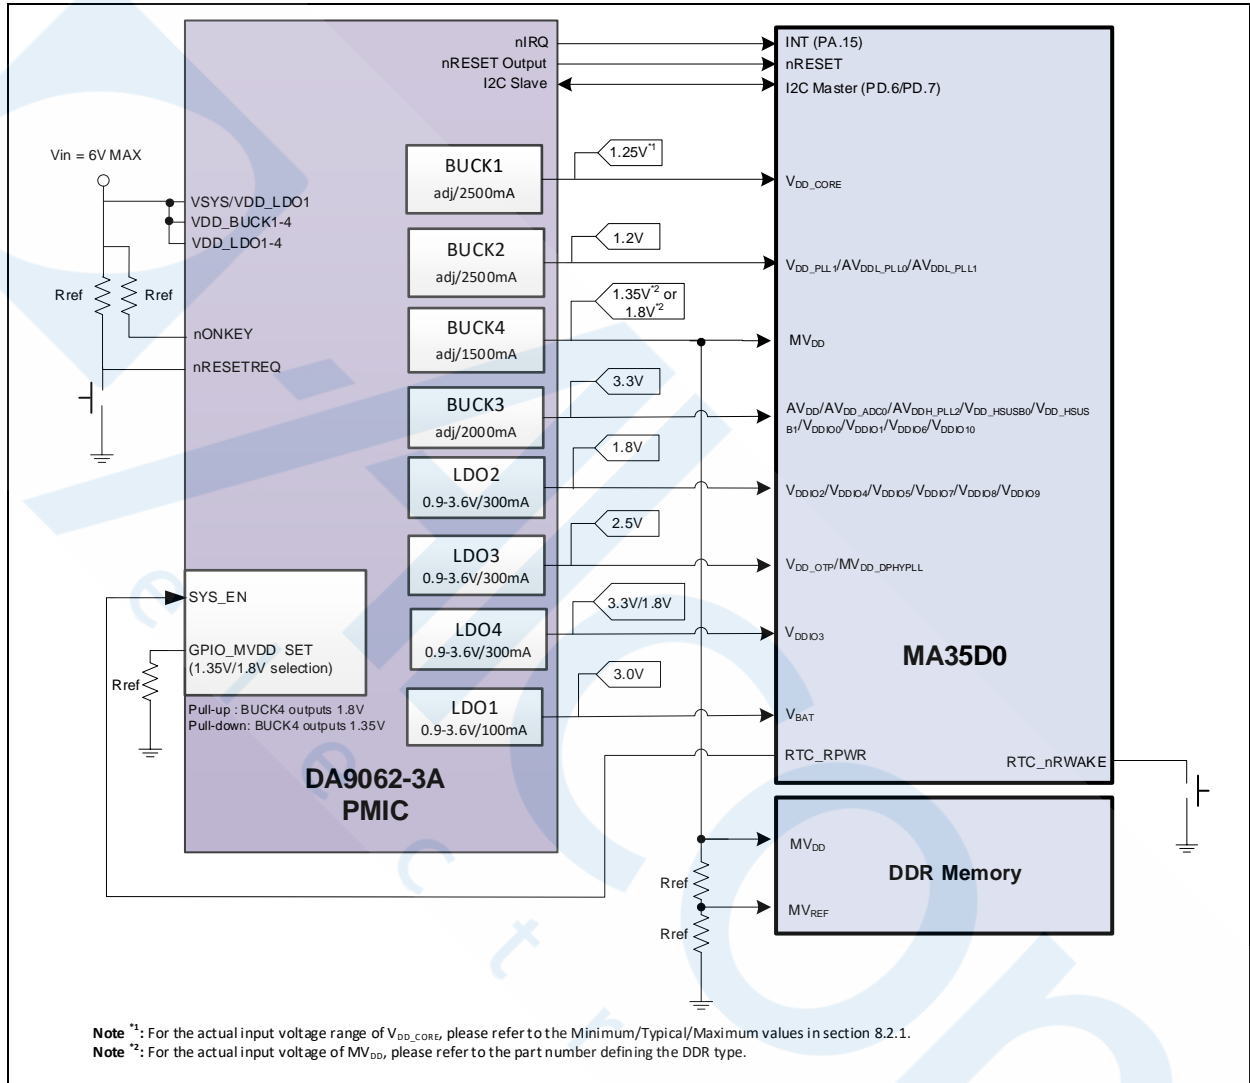 nIRQ
nRESET Output
I2C Slave
INT (PA.15)
nRESET
I2C Master (PD.6/PD.7)
Vin = 6V MAX
VSYS/VDD_LDO1
VDD_BUCK1-4
VDD_LDO1-4
Rref
Rref
nONKEY
nRESETREQ
BUCK1
adj/2500mA
1.25V*1
VDD_CORE
BUCK2
adj/2500mA
1.2V
VDD_PLL1/AVDDL_PLL0/AVDDL_PLL1
BUCK4
adj/1500mA
1.35V*2 or
1.8V*2
MVDD
BUCK3
adj/2000mA
3.3V
AVDD/AVDD_ADC0/AVDDH_PLL2/VDD_HSUSB0/VDD_HSUS
B1/VDDIO0/VDDIO1/VDDIO6/VDDIO10
LDO2
0.9-3.6V/300mA
1.8V
VDDIO2/VDDIO4/VDDIO5/VDDIO7/VDDIO8/VDDIO9
LDO3
0.9-3.6V/300mA
2.5V
VDD_OTP/MVDD_DPHYPLL
LDO4
0.9-3.6V/300mA
3.3V/1.8V
VDDIO3
LDO1
0.9-3.6V/100mA
3.0V
VBAT
SYS_EN
GPIO_MVDD SET
(1.35V/1.8V selection)
Rref
Pull-up : BUCK4 outputs 1.8V
Pull-down: BUCK4 outputs 1.35V
DA9062-3A
PMIC
MA35D0
RTC_RPWR
RTC_nRWAKE
MVDD
DDR Memory
MVREF
Rref
Rref
Note *1: For the actual input voltage range of VDD_CORE, please refer to the Minimum/Typical/Maximum values in section 8.2.1.
Note *2: For the actual input voltage of MVDD, please refer to the part number defining the DDR type.